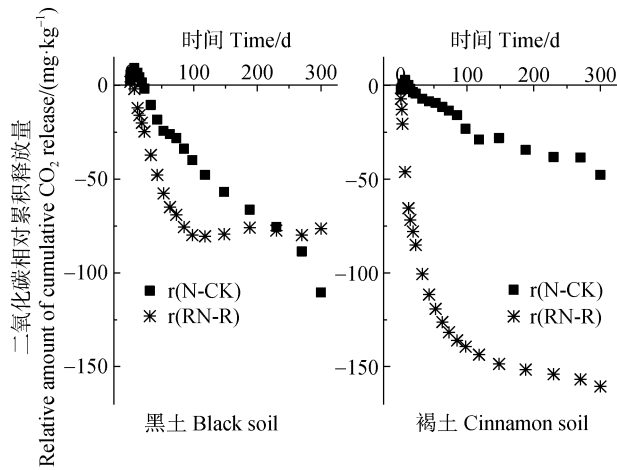 二氧化碳相对累积释放量
Relative amount of cumulative CO₂ release/(mg·kg⁻¹)
时间 Time/d
0 100 200 300
0
−50
−100
−150
r(N-CK)
r(RN-R)
黑土 Black soil
时间 Time/d
0 100 200 300
0
−50
−100
−150
r(N-CK)
r(RN-R)
褐土 Cinnamon soil